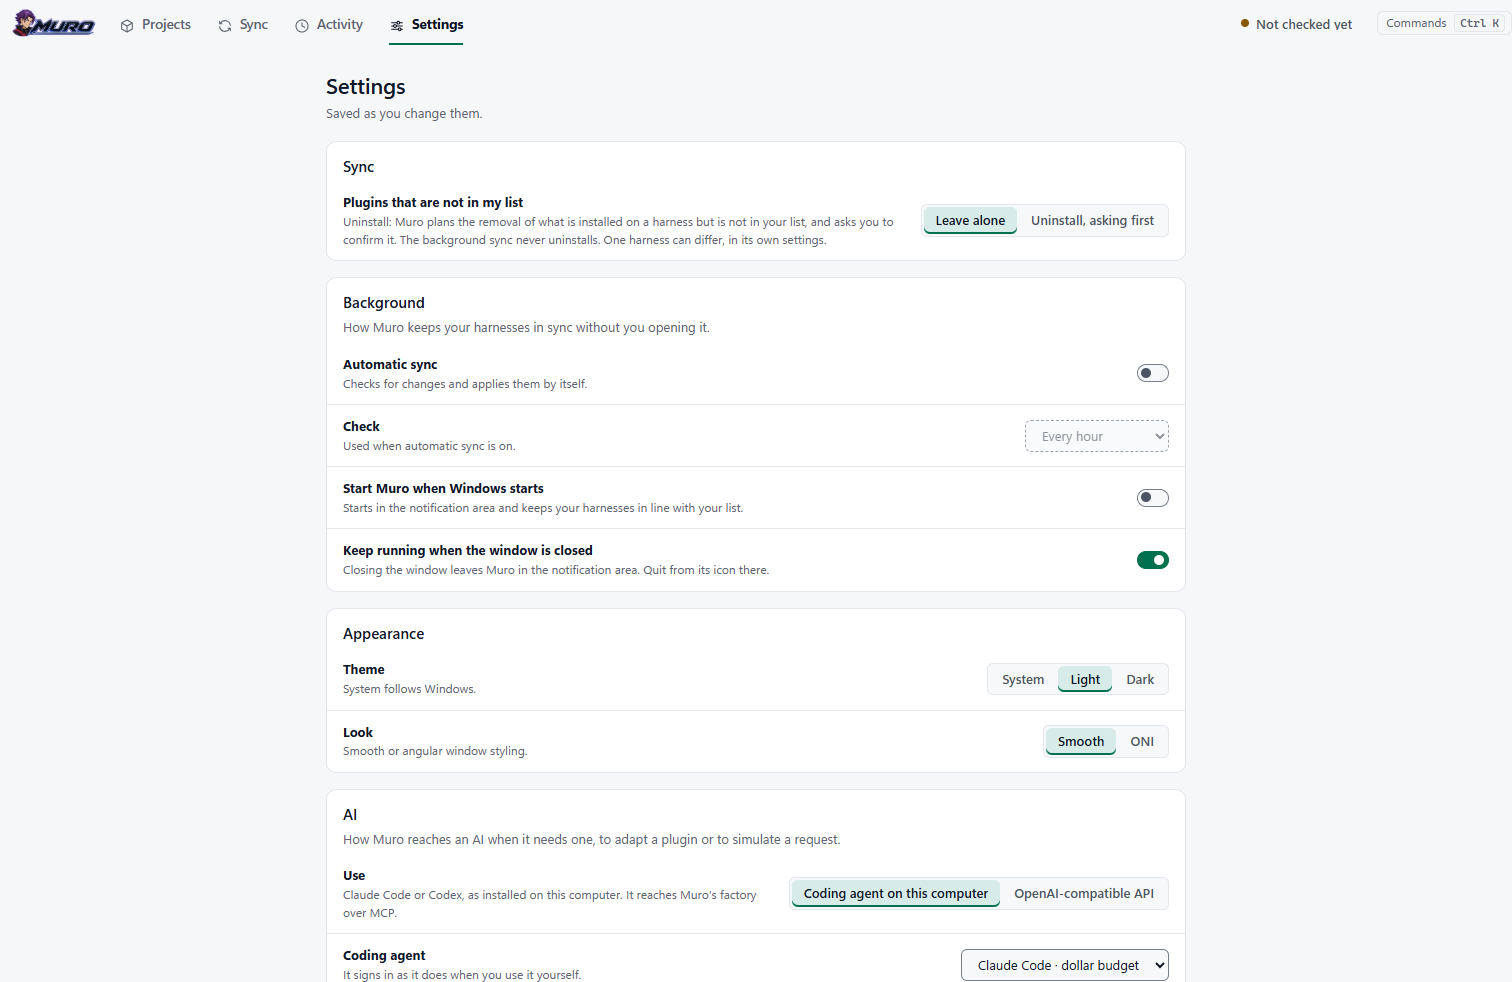 MURO
Projects
Sync
Activity
Settings
Not checked yet
Commands Ctrl K
Settings
Saved as you change them.
Sync
Plugins that are not in my list
Uninstall: Muro plans the removal of what is installed on a harness but is not in your list, and asks you to
confirm it. The background sync never uninstalls. One harness can differ, in its own settings.
Leave alone
Uninstall, asking first
Background
How Muro keeps your harnesses in sync without you opening it.
Automatic sync
Checks for changes and applies them by itself.
Check
Used when automatic sync is on.
Every hour
Start Muro when Windows starts
Starts in the notification area and keeps your harnesses in line with your list.
Keep running when the window is closed
Closing the window leaves Muro in the notification area. Quit from its icon there.
Appearance
Theme
System follows Windows.
System
Light
Dark
Look
Smooth or angular window styling.
Smooth
ONI
AI
How Muro reaches an AI when it needs one, to adapt a plugin or to simulate a request.
Use
Claude Code or Codex, as installed on this computer. It reaches Muro's factory
over MCP.
Coding agent on this computer
OpenAI-compatible API
Coding agent
It signs in as it does when you use it yourself.
Claude Code · dollar budget